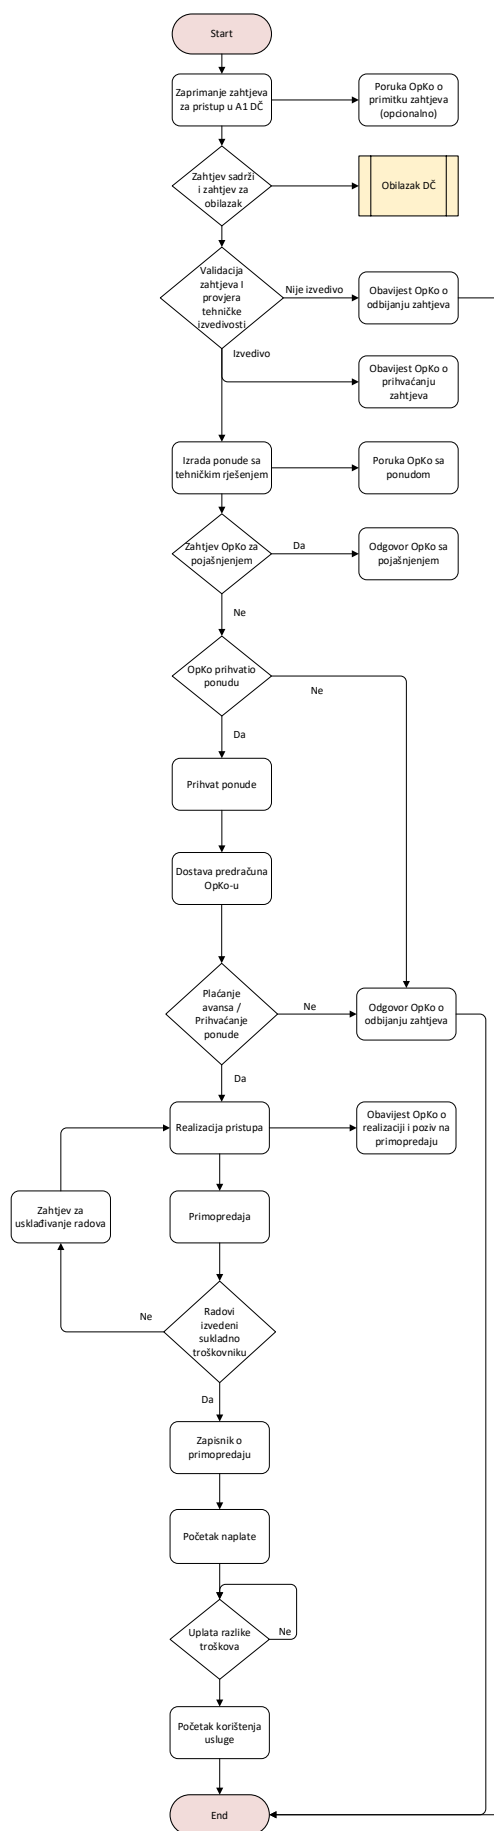 Start
Zaprimanje zahtjeva
za pristup u A1 DČ
Poruka OpKo o
primitku zahtjeva
(opcionalno)
Zahtjev sadrži
i zahtjev za
obilazak
Obilazak DČ
Validacija
zahtjeva I
provjera
tehničke
izvedivosti
Nije izvedivo
Obavijest OpKo o
odbijanju zahtjeva
Izvedivo
Obavijest OpKo o
prihvaćanju
zahtjeva
Izrada ponude sa
tehničkim rješenjem
Poruka OpKo sa
ponudom
Zahtjev OpKo za
pojašnjenjem
Da
Odgovor OpKo sa
pojašnjenjem
Ne
OpKo prihvatio
ponudu
Ne
Da
Prihvat ponude
Dostava predračuna
OpKo-u
Plaćanje
avansa /
Prihvaćanje
ponude
Ne
Odgovor OpKo o
odbijanju zahtjeva
Da
Realizacija pristupa
Obavijest OpKo o
realizaciji i poziv na
primopredaju
Zahtjev za
usklađivanje radova
Primopredaja
Ne
Radovi
izvedeni
sukladno
troškovniku
Da
Zapisnik o
primopredaju
Početak naplate
Uplata razlike
troškova
Ne
Početak korištenja
usluge
End